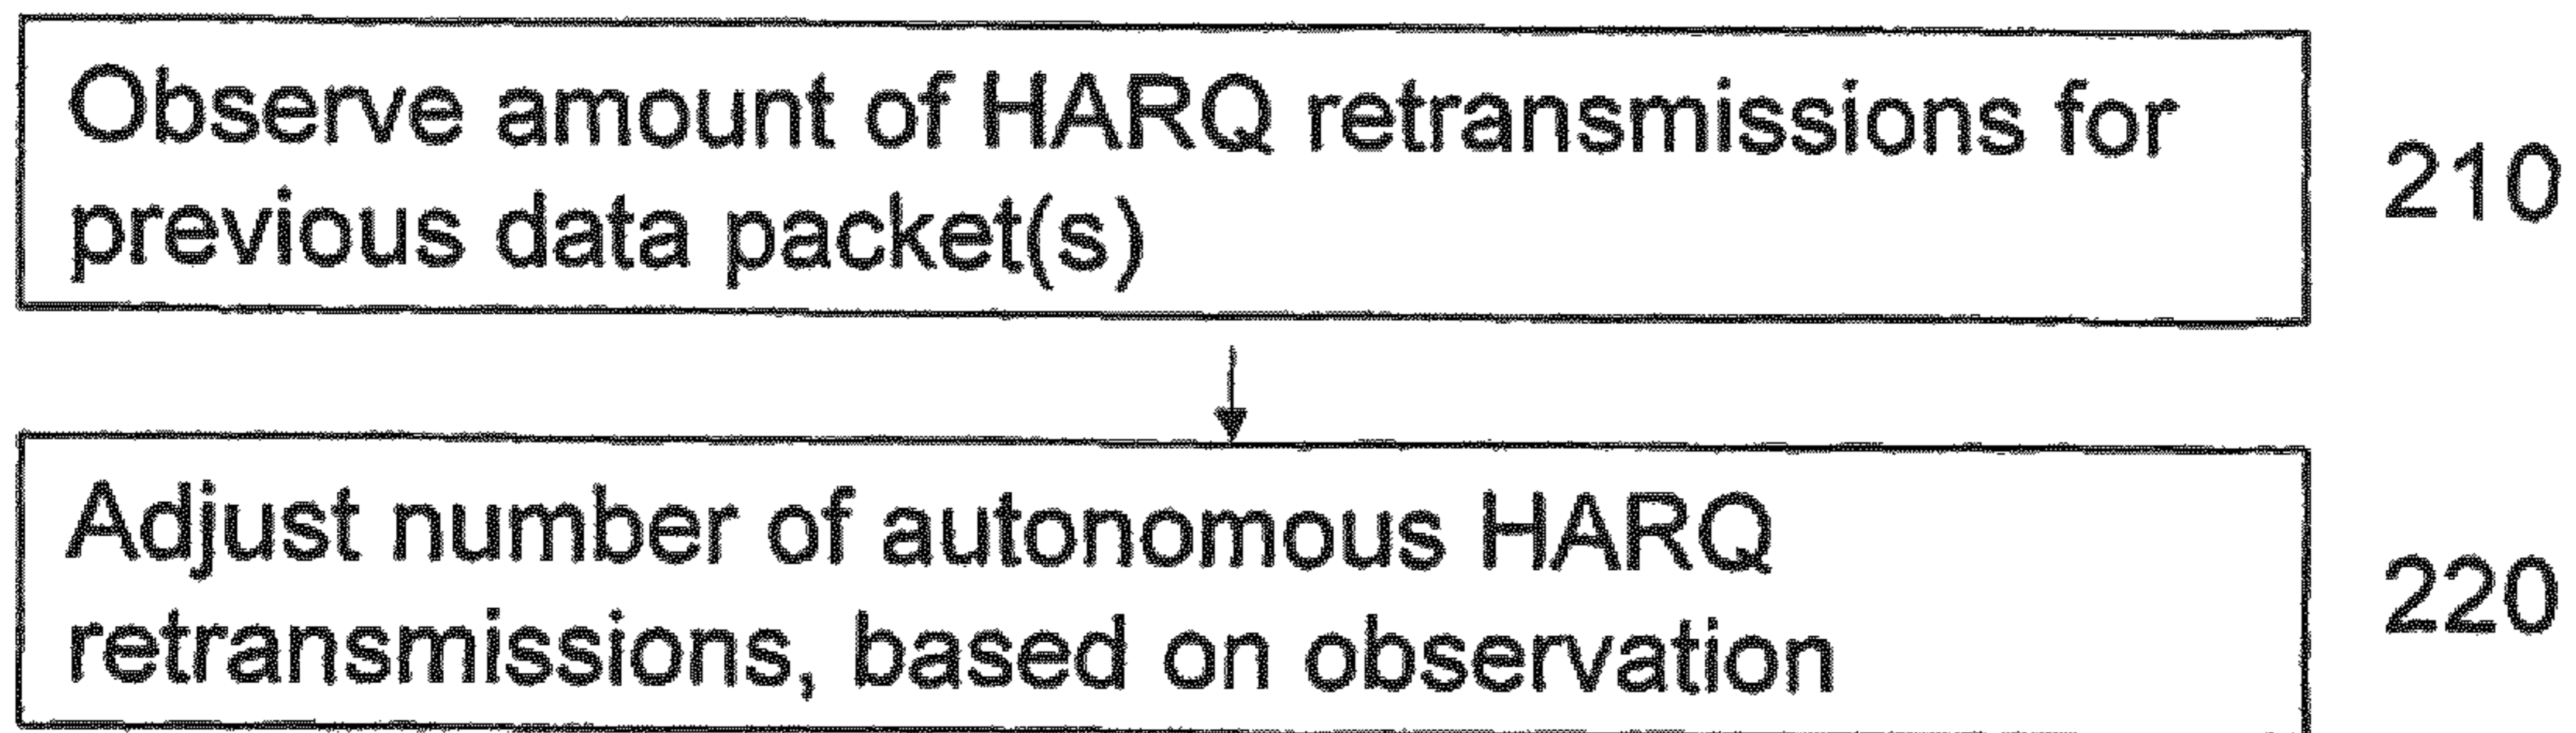 Observe amount of HARQ retransmissions for
previous data packet(s)
210
Adjust number of autonomous HARQ
retransmissions, based on observation
220